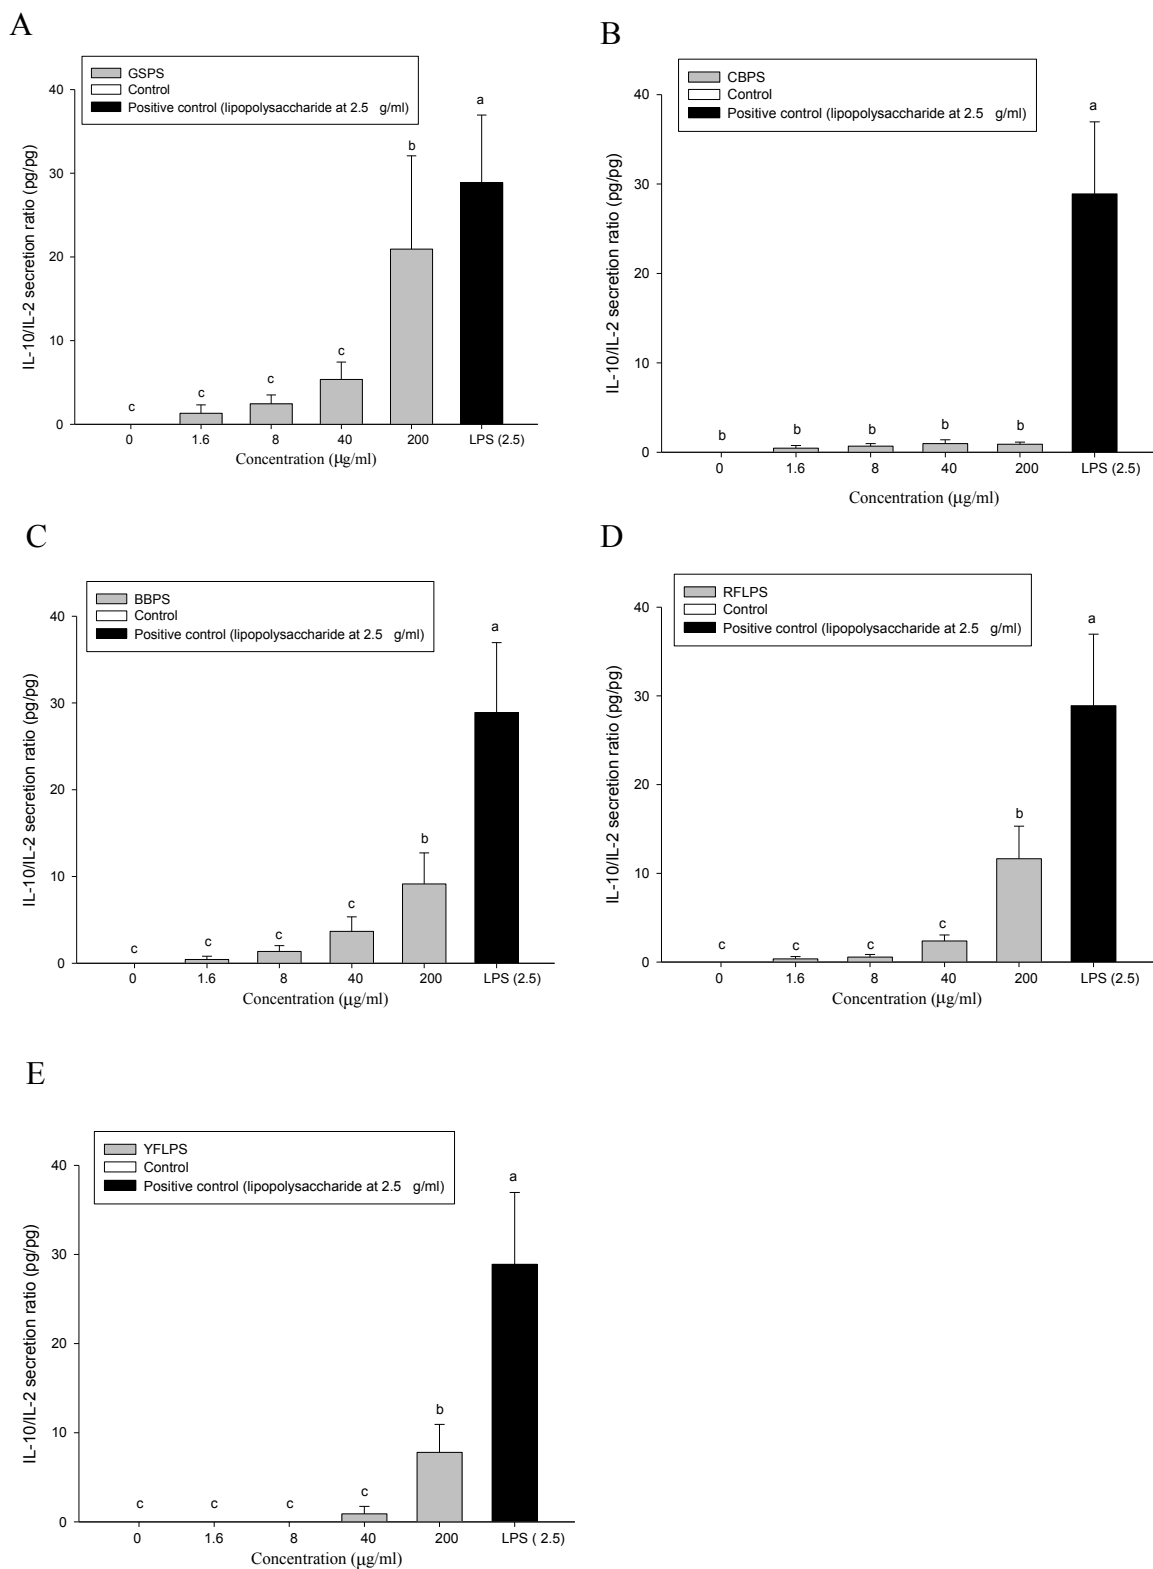 A
GSPS
Control
Positive control (lipopolysaccharide at 2.5 g/ml)
IL-10/IL-2 secretion ratio (pg/pg)
40
30
20
10
0
c
c
c
c
b
a
0 1.6 8 40 200 LPS (2.5)
Concentration (μg/ml)
B
CBPS
Control
Positive control (lipopolysaccharide at 2.5 g/ml)
IL-10/IL-2 secretion ratio (pg/pg)
40
30
20
10
0
b
b
b
b
b
a
0 1.6 8 40 200 LPS (2.5)
Concentration (μg/ml)
C
BBPS
Control
Positive control (lipopolysaccharide at 2.5 g/ml)
IL-10/IL-2 secretion ratio (pg/pg)
40
30
20
10
0
c
c
c
c
b
a
0 1.6 8 40 200 LPS (2.5)
Concentration (μg/ml)
D
RFLPS
Control
Positive control (lipopolysaccharide at 2.5 g/ml)
IL-10/IL-2 secretion ratio (pg/pg)
40
30
20
10
0
c
c
c
c
b
a
0 1.6 8 40 200 LPS (2.5)
Concentration (μg/ml)
E
YFLPS
Control
Positive control (lipopolysaccharide at 2.5 g/ml)
IL-10/IL-2 secretion ratio (pg/pg)
40
30
20
10
0
c
c
c
c
b
a
0 1.6 8 40 200 LPS ( 2.5)
Concentration (μg/ml)